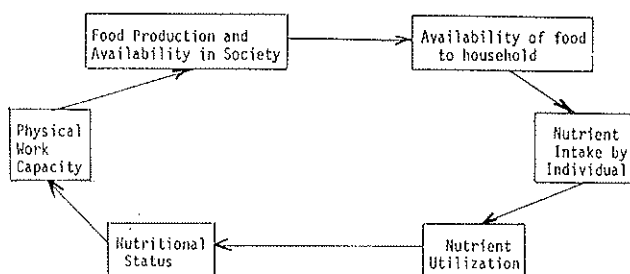 Food Production and
Availability in Society
Availability of food
to household
Physical
Work
Capacity
Nutrient
Intake by
Individual
Nutritional
Status
Nutrient
Utilization